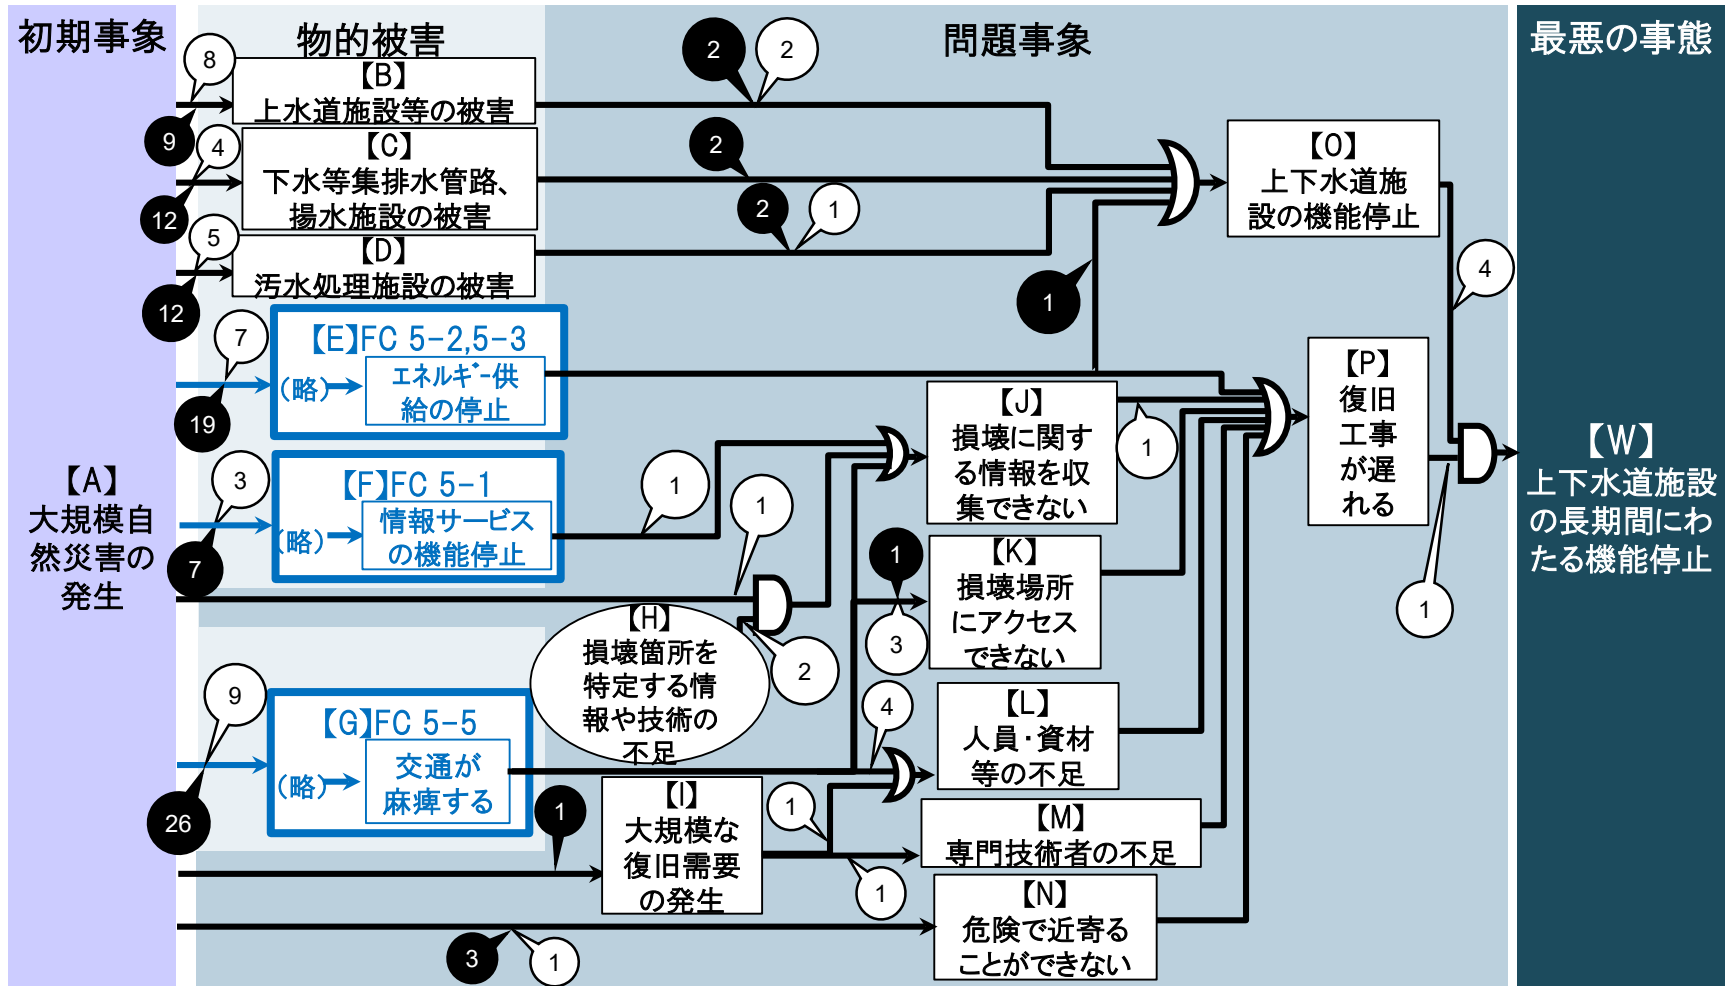 初期事象
物的被害
問題事象
最悪の事態
【A】
大規模自
然災害の
発生
8
9
【B】
上水道施設等の被害
2
2
4
12
【C】
下水等集排水管路、
揚水施設の被害
2
5
12
【D】
汚水処理施設の被害
2
1
7
19
【E】FC 5-2,5-3
(略)
エネルギー供
給の停止
1
3
7
【F】FC 5-1
(略)
情報サービス
の機能停止
1
1
【H】
損壊箇所を
特定する情
報や技術の
不足
2
9
26
【G】FC 5-5
(略)
交通が
麻痺する
1
【I】
大規模な
復旧需要
の発生
4
1
1
3
1
【J】
損壊に関す
る情報を収
集できない
1
1
3
【K】
損壊場所
にアクセス
できない
【L】
人員・資材
等の不足
【M】
専門技術者の不足
【N】
危険で近寄る
ことができない
【O】
上下水道施
設の機能停止
4
【P】
復旧
工事
が遅
れる
1
【W】
上下水道施設
の長期間にわ
たる機能停止